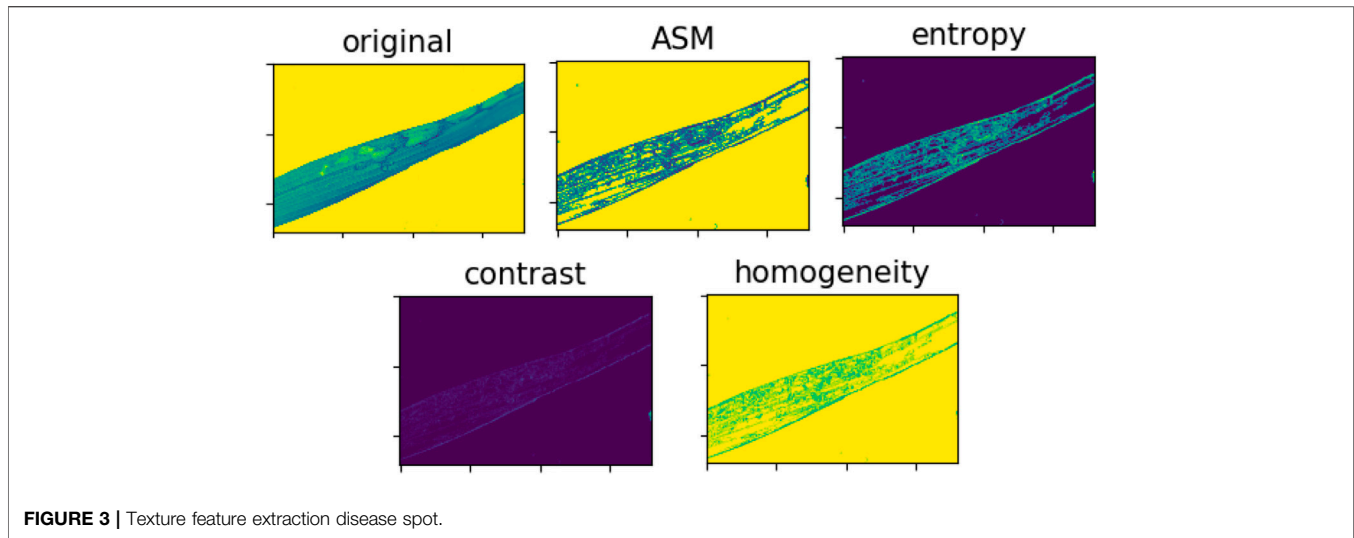 original
ASM
entropy
contrast
homogeneity
FIGURE 3 | Texture feature extraction disease spot.